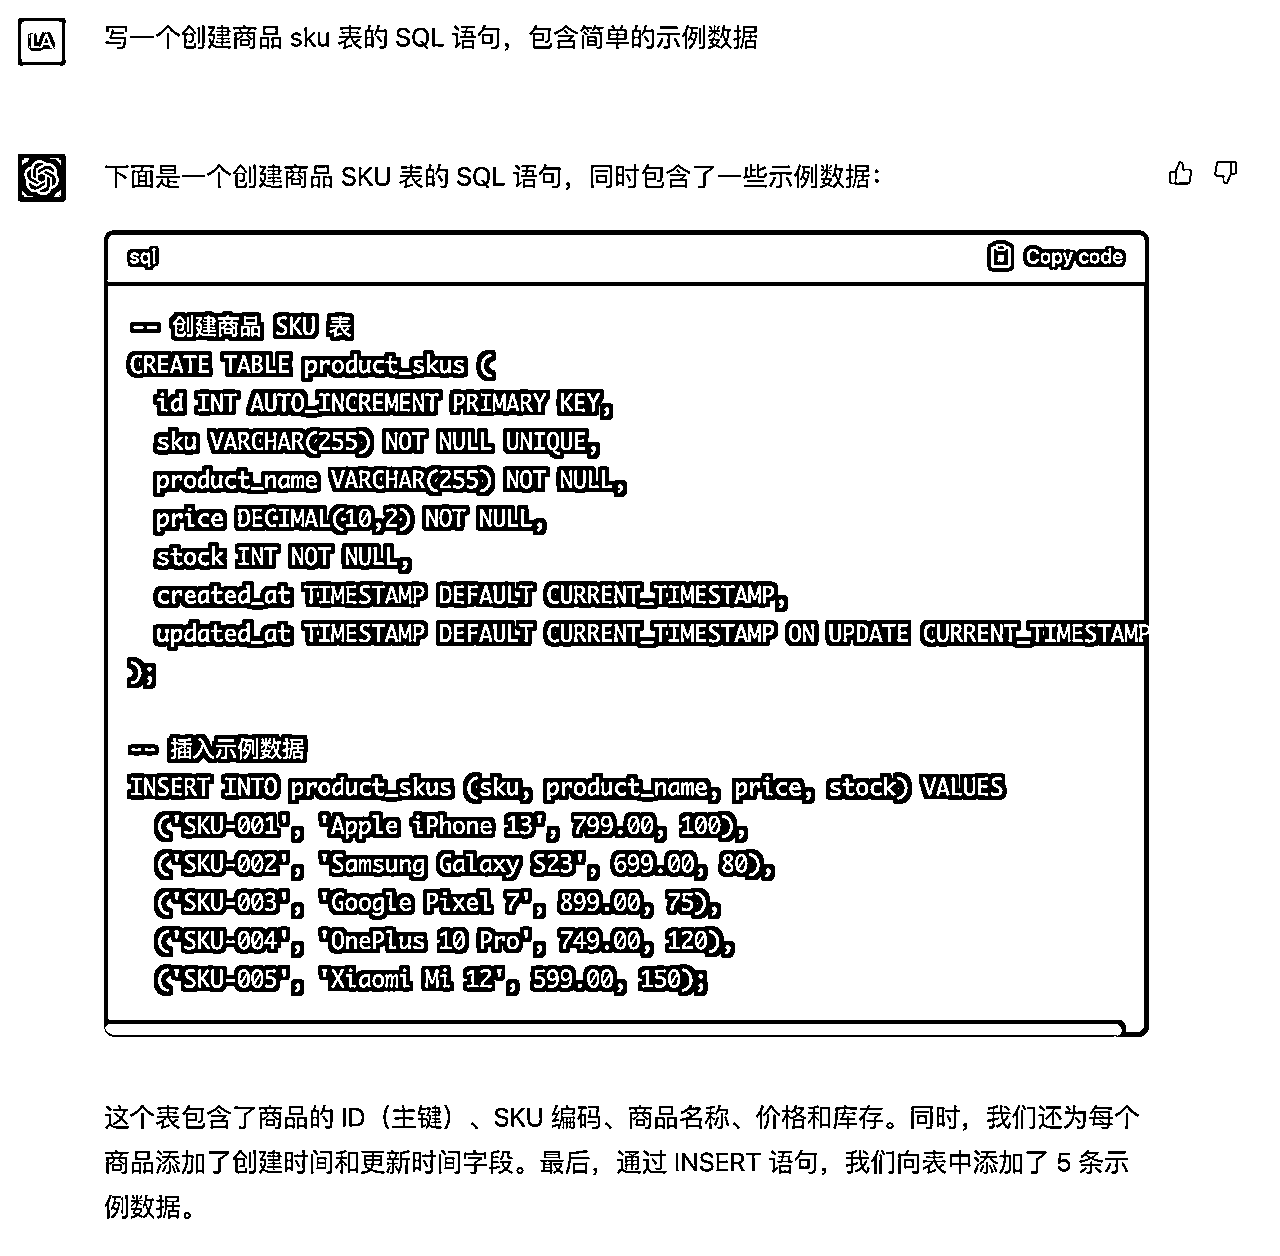 LA
写一个创建商品 sku 表的 SQL 语句，包含简单的示例数据
下面是一个创建商品 SKU 表的 SQL 语句，同时包含了一些示例数据：
sql
Copy code
-- 创建商品 SKU 表
CREATE TABLE product_skus (
  id INT AUTO_INCREMENT PRIMARY KEY,
  sku VARCHAR(255) NOT NULL UNIQUE,
  product_name VARCHAR(255) NOT NULL,
  price DECIMAL(10,2) NOT NULL,
  stock INT NOT NULL,
  created_at TIMESTAMP DEFAULT CURRENT_TIMESTAMP,
  updated_at TIMESTAMP DEFAULT CURRENT_TIMESTAMP ON UPDATE CURRENT_TIMESTAMP
);
-- 插入示例数据
INSERT INTO product_skus (sku, product_name, price, stock) VALUES
  ('SKU-001', 'Apple iPhone 13', 799.00, 100),
  ('SKU-002', 'Samsung Galaxy S23', 699.00, 80),
  ('SKU-003', 'Google Pixel 7', 899.00, 75),
  ('SKU-004', 'OnePlus 10 Pro', 749.00, 120),
  ('SKU-005', 'Xiaomi Mi 12', 599.00, 150);
这个表包含了商品的 ID（主键）、SKU 编码、商品名称、价格和库存。同时，我们还为每个
商品添加了创建时间和更新时间字段。最后，通过 INSERT 语句，我们向表中添加了 5 条示
例数据。